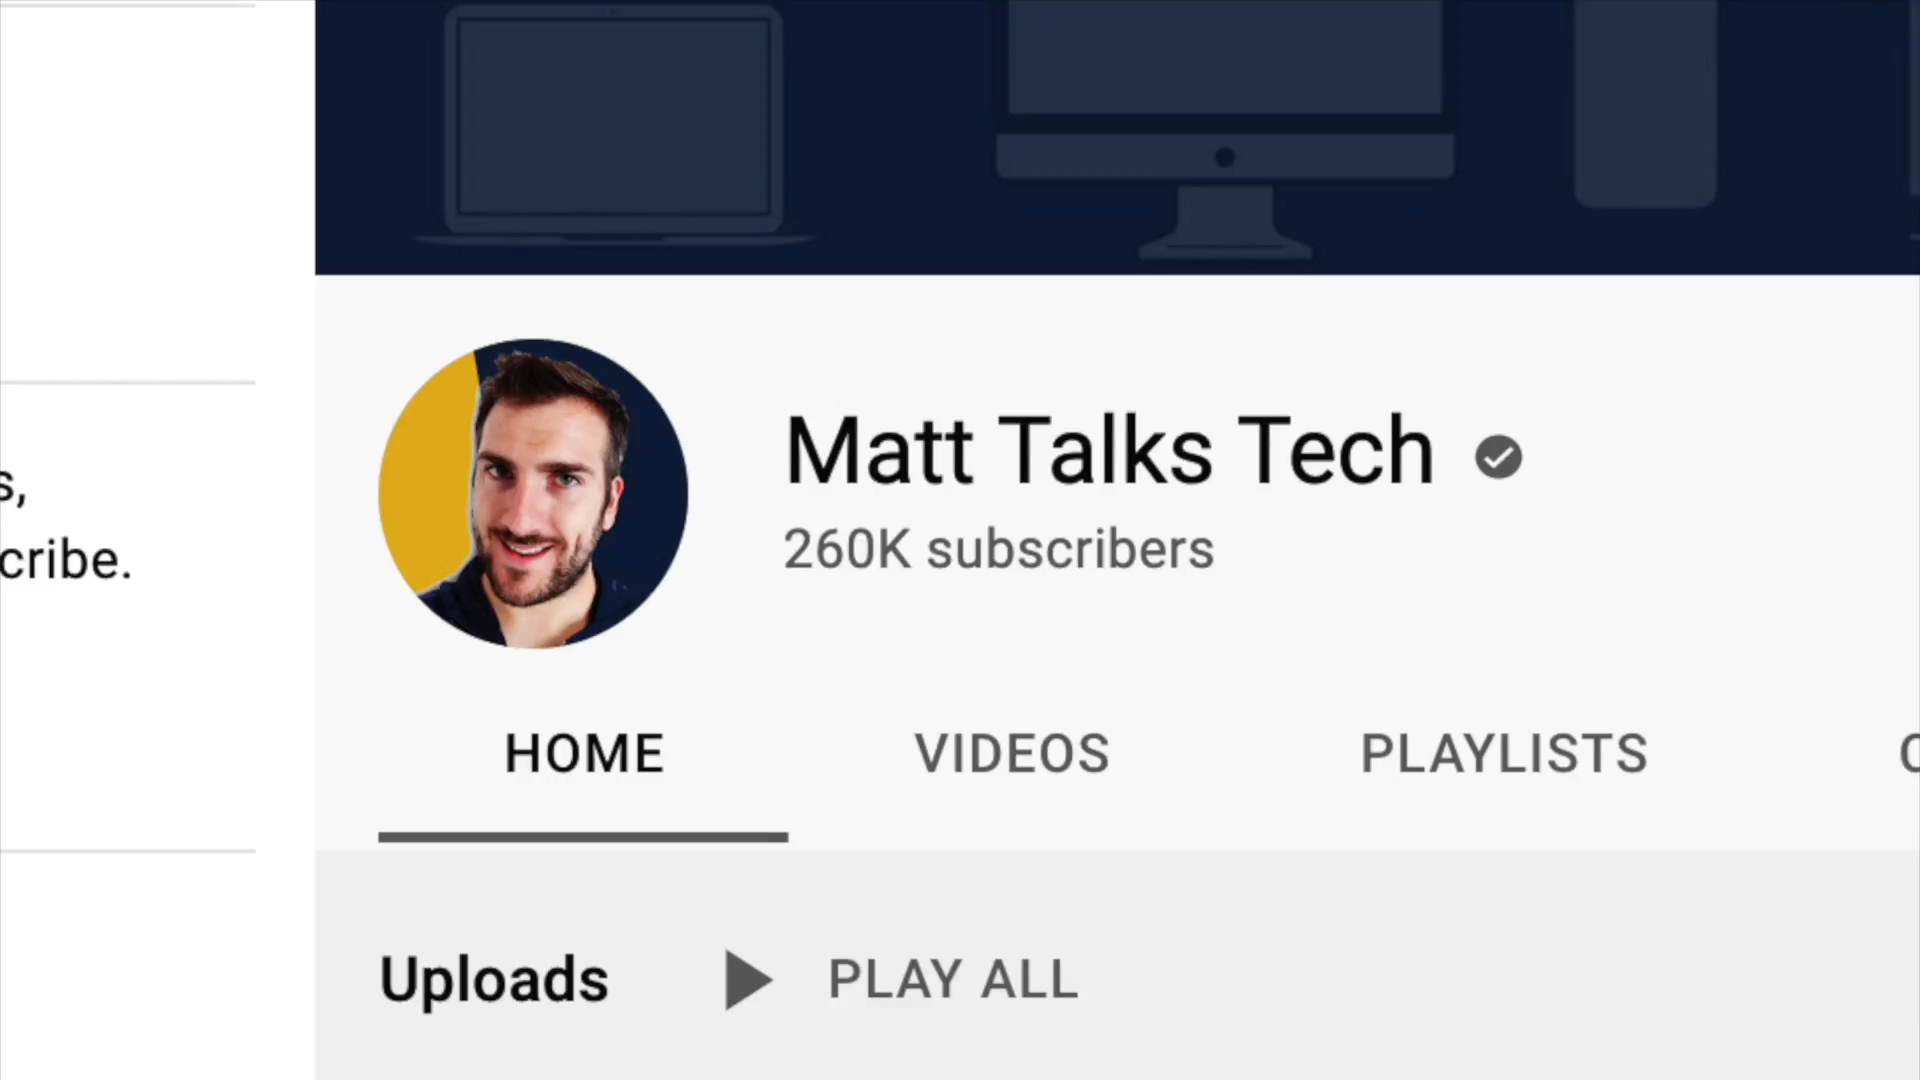 s,
cribe.
Matt Talks Tech
260K subscribers
HOME VIDEOS PLAYLISTS
Uploads PLAY ALL